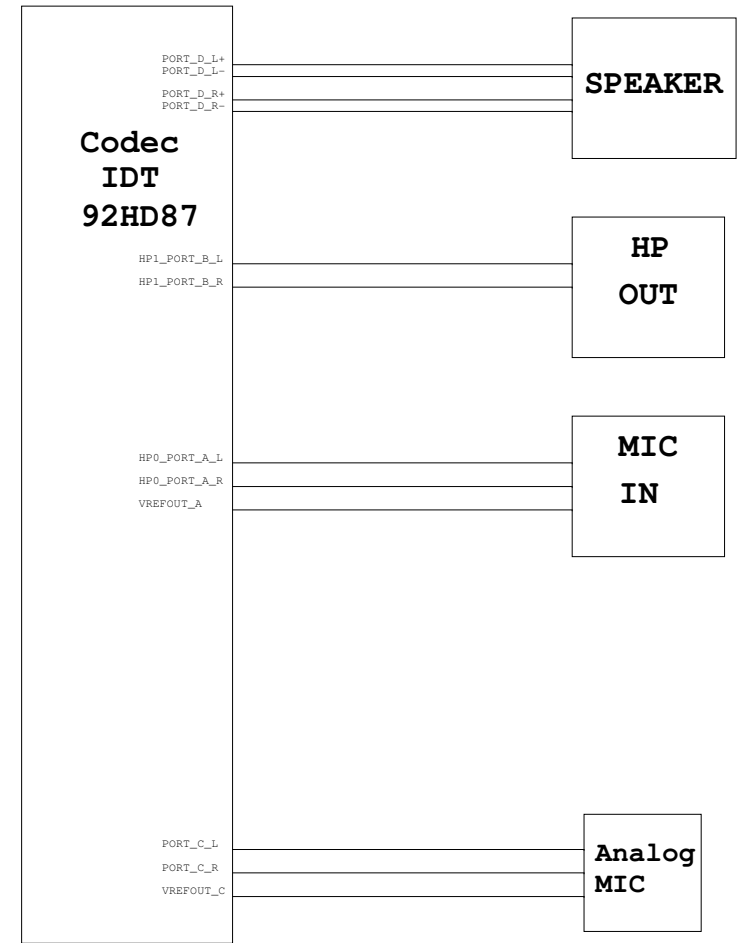 PORT_D_L+
PORT_D_L-
PORT_D_R+
PORT_D_R-
SPEAKER
Codec
IDT
92HD87
HP1_PORT_B_L
HP1_PORT_B_R
HP
OUT
HP0_PORT_A_L
HP0_PORT_A_R
VREFOUT_A
MIC
IN
PORT_C_L
PORT_C_R
VREFOUT_C
Analog
MIC